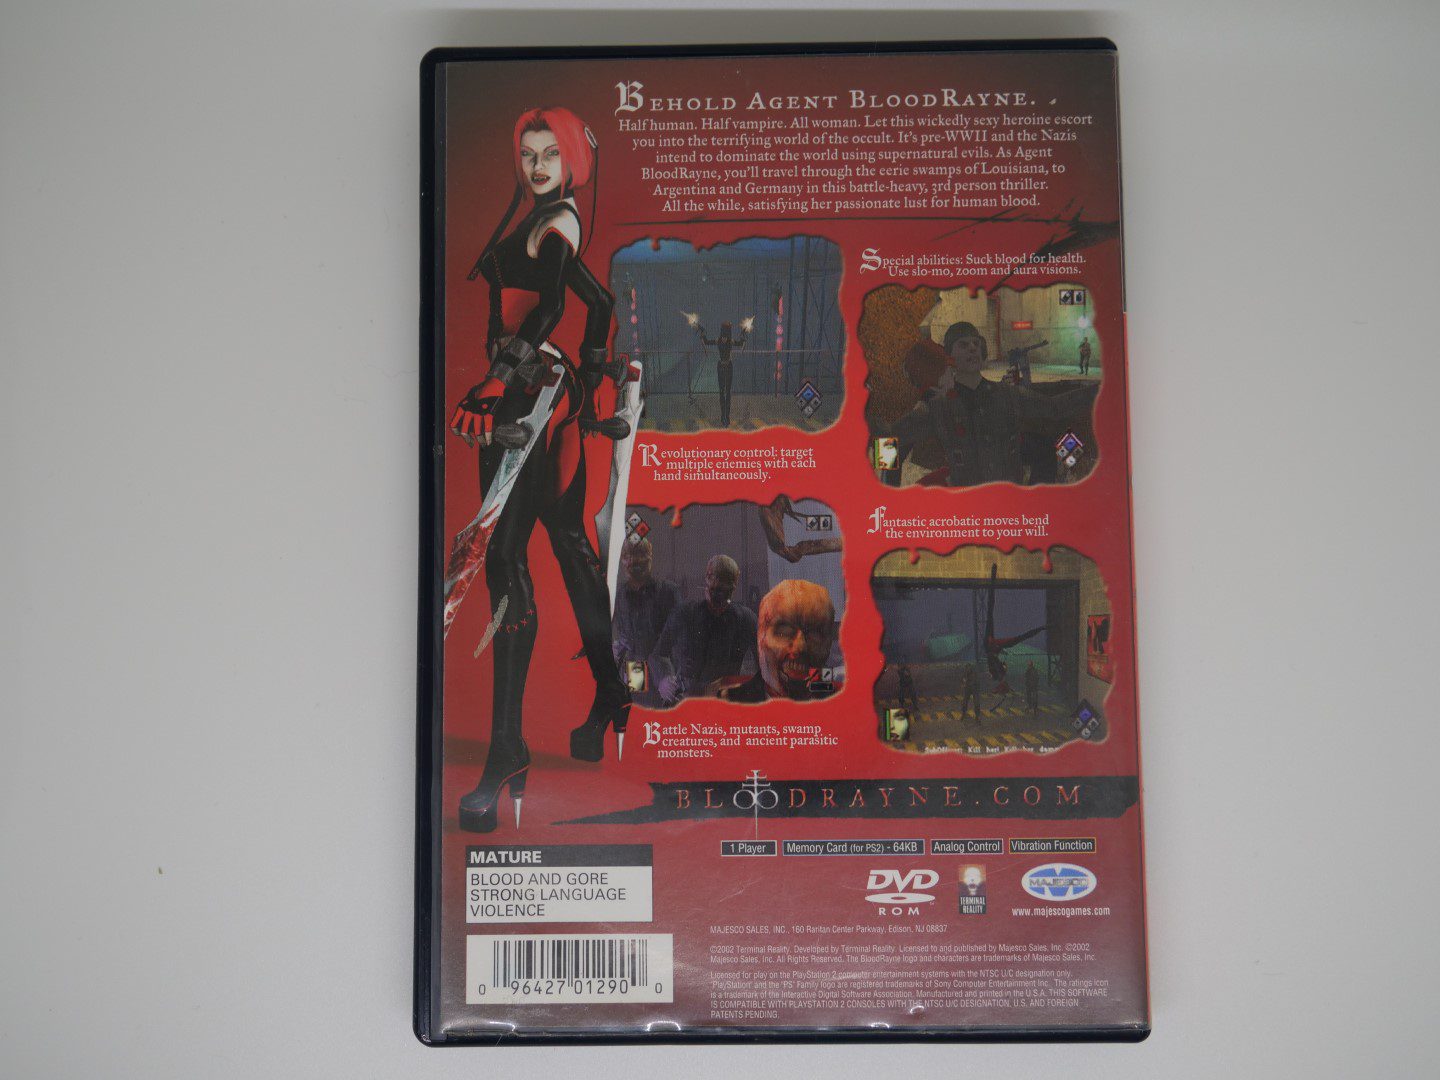 BEHOLD AGENT BLOODRAYNE.
Half human. Half vampire. All woman. Let this wickedly sexy heroine escort
you into the terrifying world of the occult. It's pre-WWII and the Nazis
intend to dominate the world using supernatural evils. As Agent
BloodRayne, you'll travel through the eerie swamps of Louisiana, to
Argentina and Germany in this battle-heavy, 3rd person thriller.
All the while, satisfying her passionate lust for human blood.
Special abilities: Suck blood for health.
Use slo-mo, zoom and aura visions.
Revolutionary control: target
multiple enemies with each
hand simultaneously.
Fantastic acrobatic moves bend
the environment to your will.
Battle Nazis, mutants, swamp
creatures, and ancient parasitic
monsters.
BLOODRAYNE.COM
1 Player
Memory Card (for PS2) - 64KB
Analog Control
Vibration Function
MATURE
BLOOD AND GORE
STRONG LANGUAGE
VIOLENCE
DVD
ROM
TERMINAL
REALITY
MAJESCO
www.majescogames.com
MAJESCO SALES, INC., 160 Raritan Center Parkway, Edison, NJ 08837
©2002 Terminal Reality. Developed by Terminal Reality. Licensed to and published by Majesco Sales, Inc. ©2002
Majesco Sales, Inc. All Rights Reserved. The BloodRayne logo and characters are trademarks of Majesco Sales, Inc.
Licensed for play on the PlayStation 2 computer entertainment systems with the NTSC U/C designation only.
"PlayStation" and the "PS" Family logo are registered trademarks of Sony Computer Entertainment Inc. The ratings icon
is a trademark of the Interactive Digital Software Association. Manufactured and printed in the U.S.A. THIS SOFTWARE
IS COMPATIBLE WITH PLAYSTATION 2 CONSOLES WITH THE NTSC U/C DESIGNATION. U.S. AND FOREIGN
PATENTS PENDING.
0 96427 01290 0